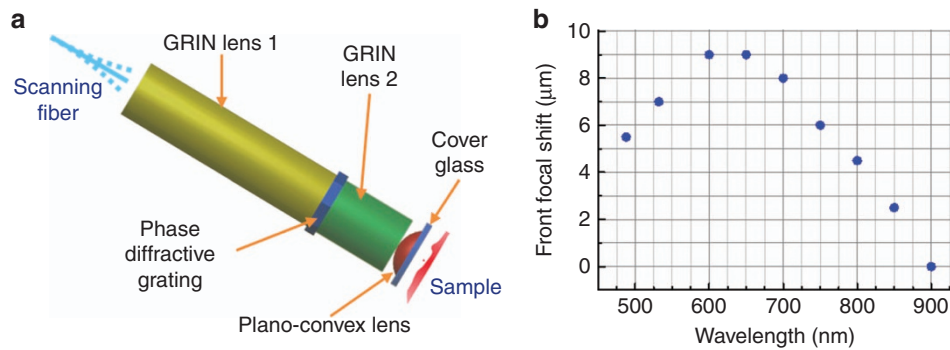 a
GRIN lens 1
GRIN
lens 2
Scanning
fiber
Cover
glass
Phase
diffractive
grating
Sample
Plano-convex lens
b
Front focal shift (μm)
10
8
6
4
2
0
500 600 700 800 900
Wavelength (nm)